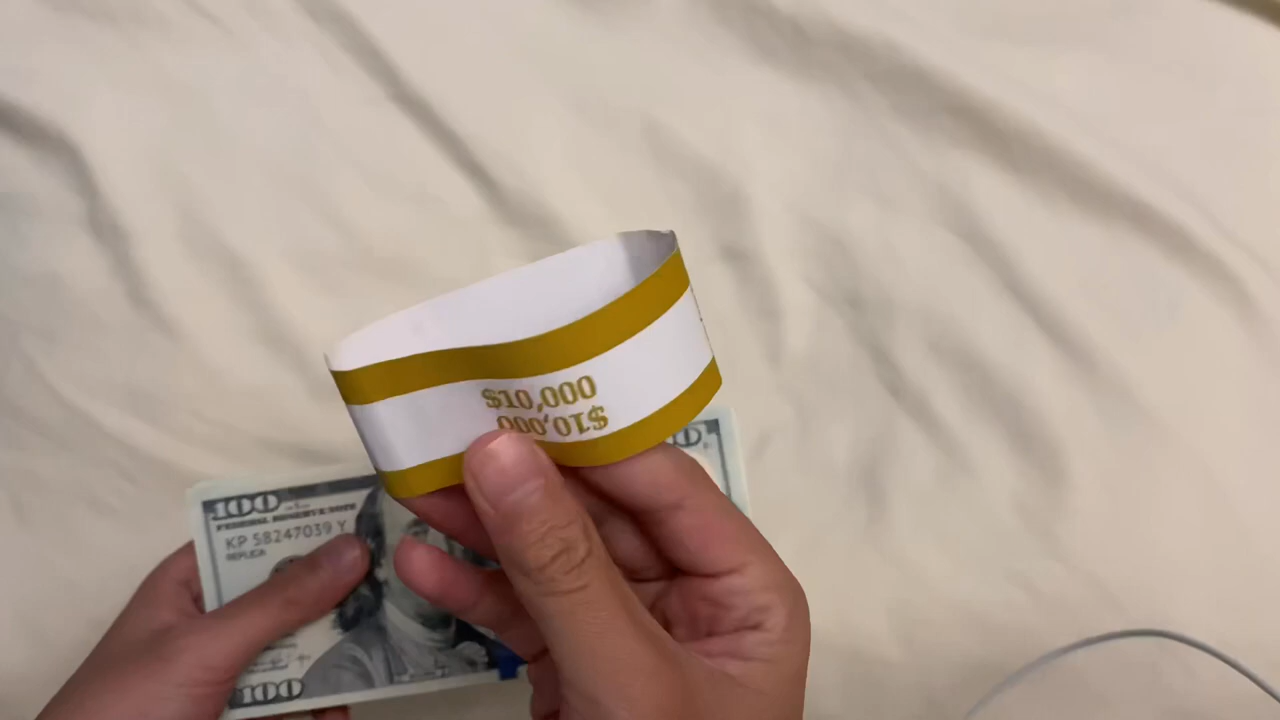 $10,000
$10,000
100
FEDERAL RESERVE NOTE
KP 58247039 Y
REPLICA
100